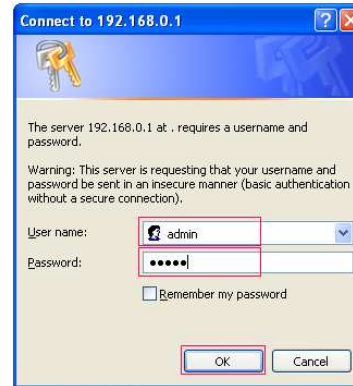 Connect to 192.168.0.1
The server 192.168.0.1 at . requires a username and
password.
Warning: This server is requesting that your username and
password be sent in an insecure manner (basic authentication
without a secure connection).
User name:
admin
Password:
•••••
Remember my password
OK
Cancel